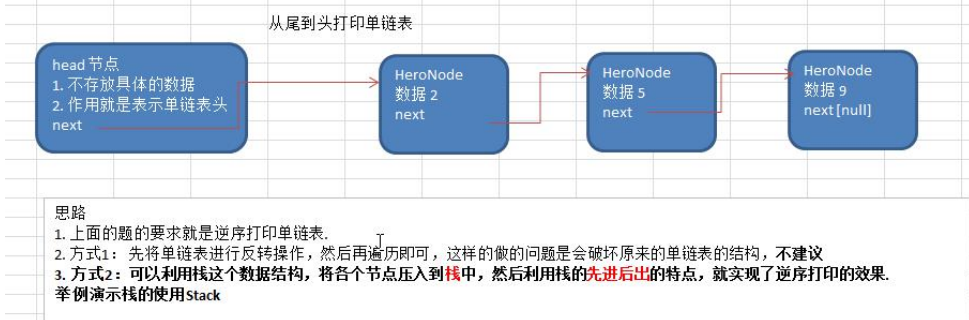 从尾到头打印单链表
head 节点
1. 不存放具体的数据
2. 作用就是表示单链表头
next
HeroNode
数据 2
next
HeroNode
数据 5
next
HeroNode
数据 9
next[null]
思路
1. 上面的题的要求就是逆序打印单链表.
2. 方式1： 先将单链表进行反转操作，然后再遍历即可，这样的做的问题是会破坏原来的单链表的结构，不建议
3. 方式2：可以利用栈这个数据结构，将各个节点压入到栈中，然后利用栈的先进后出的特点，就实现了逆序打印的效果.
举例演示栈的使用Stack